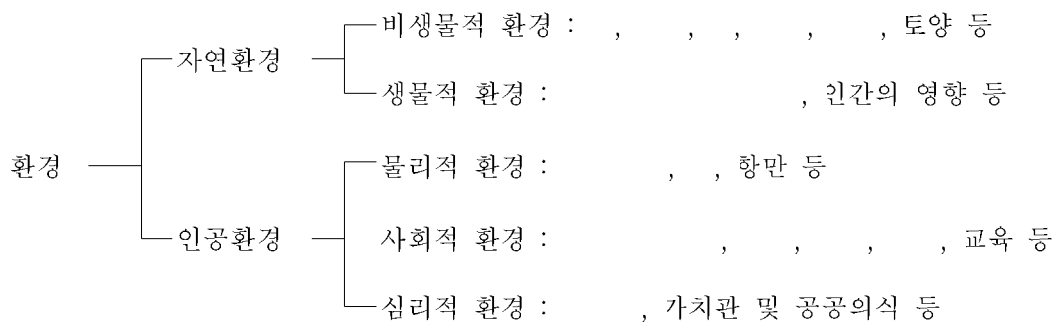 비생물적 환경 : , , , , , 토양 등
자연환경
생물적 환경 : , 인간의 영향 등
환경
물리적 환경 : , , 항만 등
인공환경
사회적 환경 : , , , , 교육 등
심리적 환경 : , 가치관 및 공공의식 등